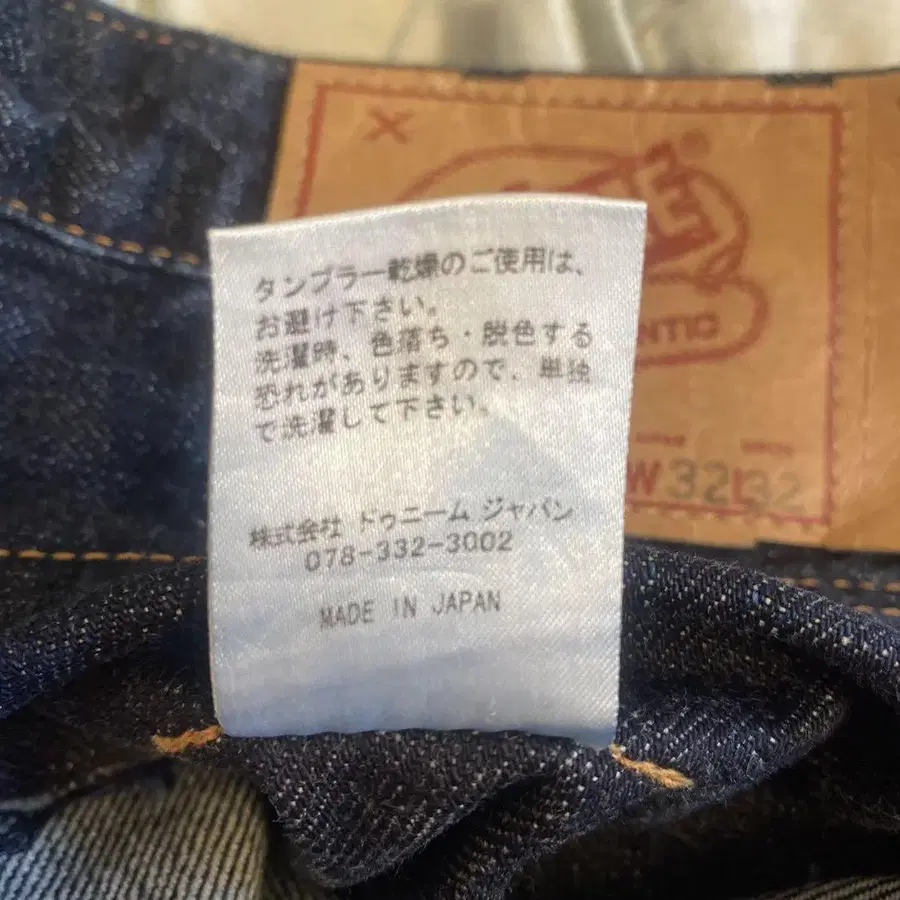 X
®
タンブラー乾燥のご使用は、
お避け下さい。
洗濯時、色落ち・脱色する
恐れがありますので、単独
で洗濯して下さい。
W32 L32
株式会社 ドゥニーム ジャパン
078-332-3002
MADE IN JAPAN